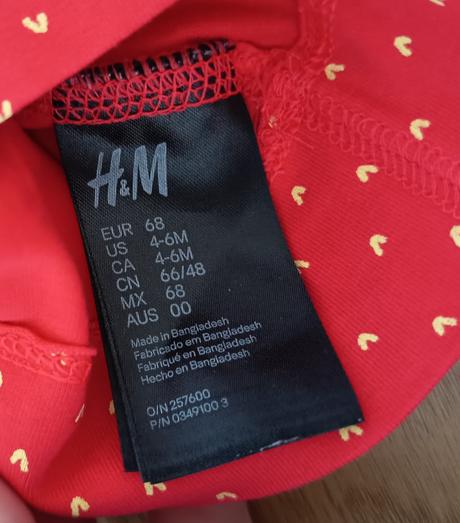 H&M
EUR 68
US 4-6M
CA 4-6M
CN 66/48
MX 68
AUS 00
Made in Bangladesh
Fabricado em Bangladesh
Fabriqué en Bangladesh
Hecho en Bangladesh
O/N 257600
P/N 0349100 3